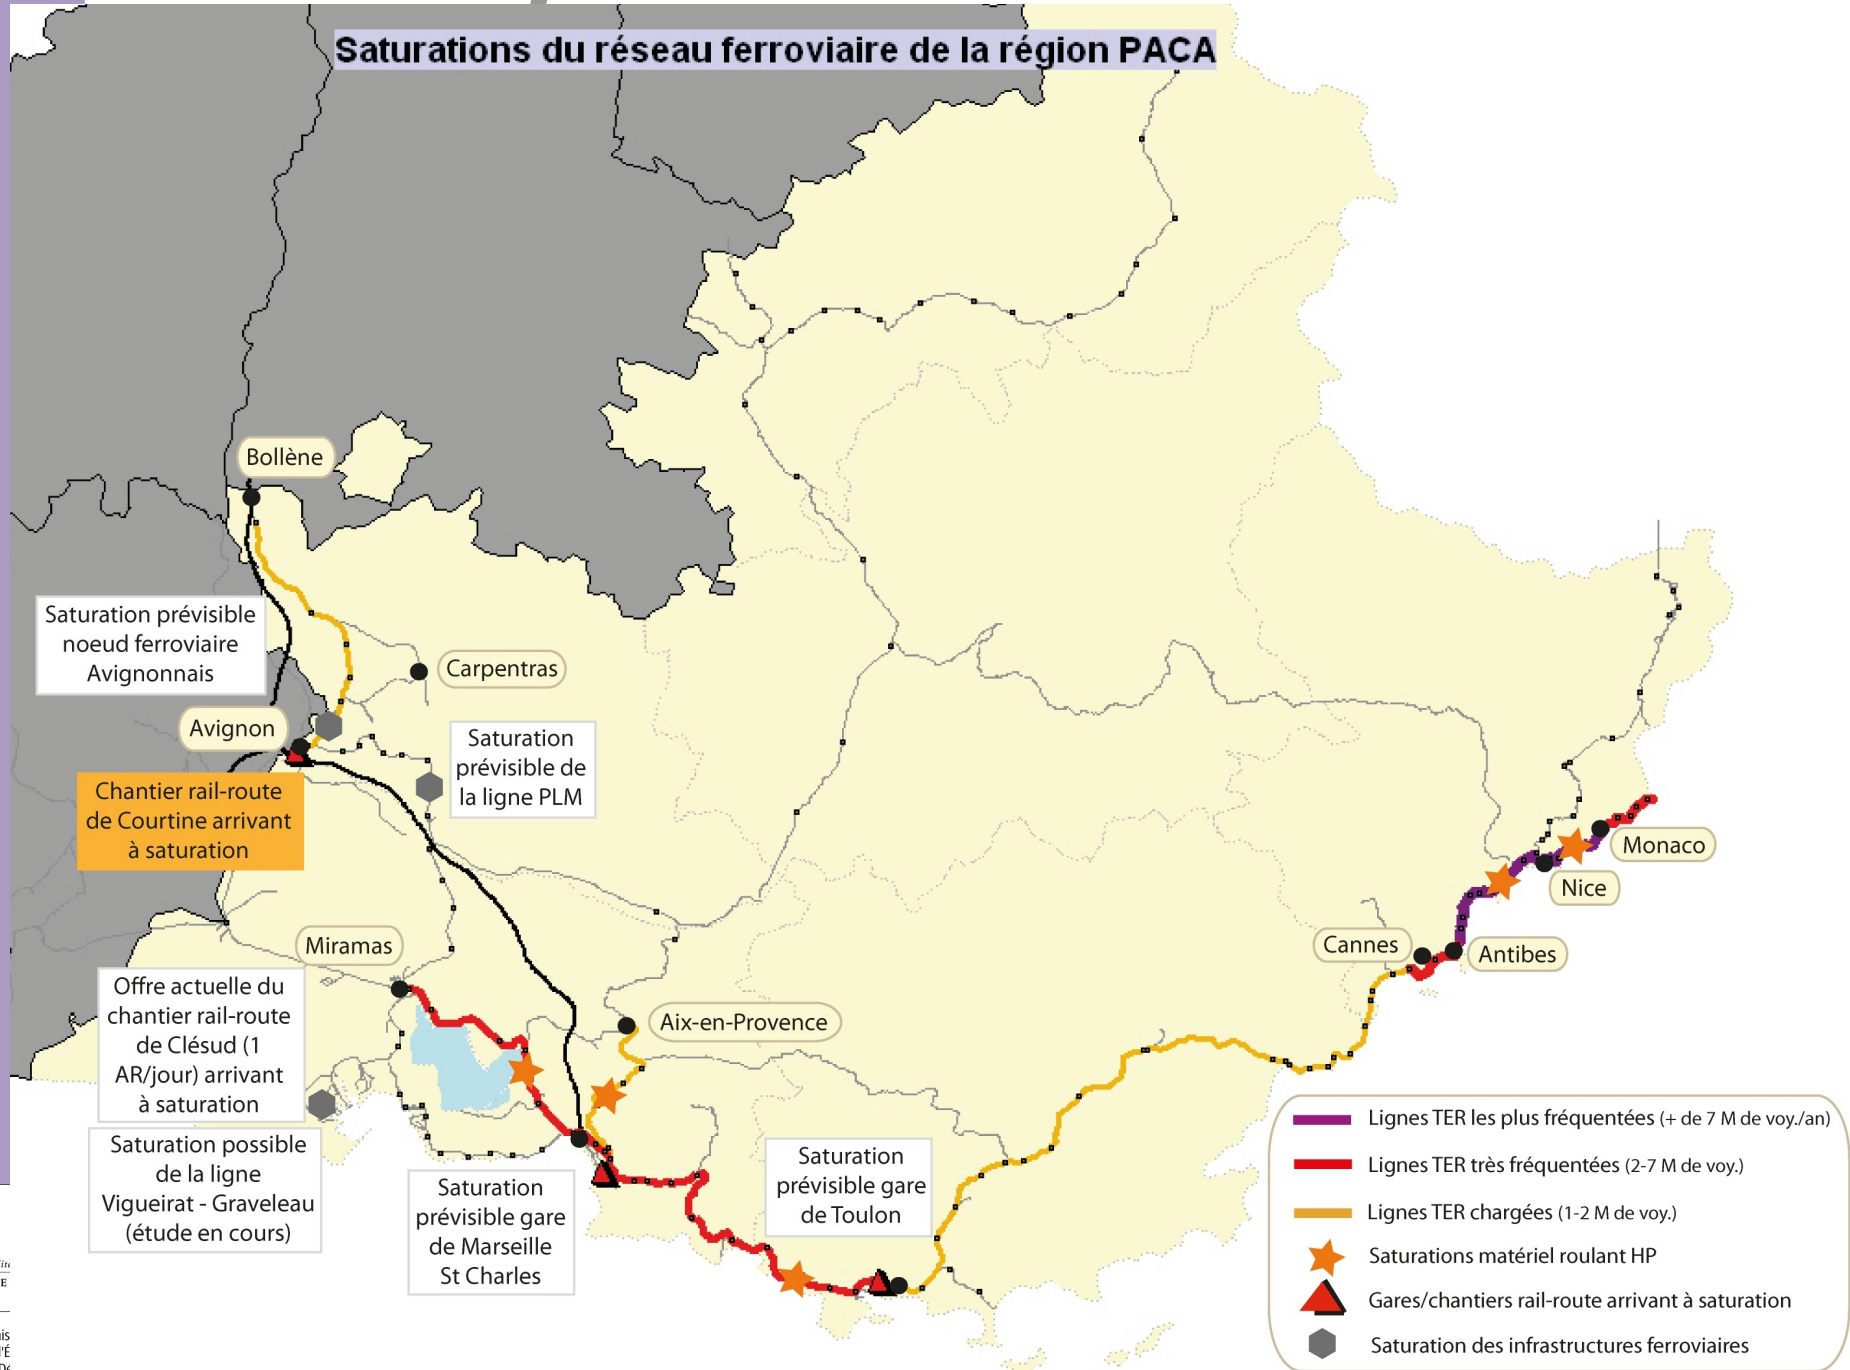 Saturations du réseau ferroviaire de la région PACA
Bollène
Saturation prévisible
noeud ferroviaire
Avignonnais
Carpentras
Avignon
Saturation
prévisible de
la ligne PLM
Chantier rail-route
de Courtine arrivant
à saturation
Monaco
Nice
Miramas
Cannes
Antibes
Offre actuelle du
chantier rail-route
de Clésud (1
AR/jour) arrivant
à saturation
Aix-en-Provence
Saturation possible
de la ligne
Vigueirat - Graveleau
(étude en cours)
Saturation
prévisible gare
de Marseille
St Charles
Saturation
prévisible gare
de Toulon
Lignes TER les plus fréquentées (+ de 7 M de voy./an)
Lignes TER très fréquentées (2-7 M de voy.)
Lignes TER chargées (1-2 M de voy.)
Saturations matériel roulant HP
Gares/chantiers rail-route arrivant à saturation
Saturation des infrastructures ferroviaires